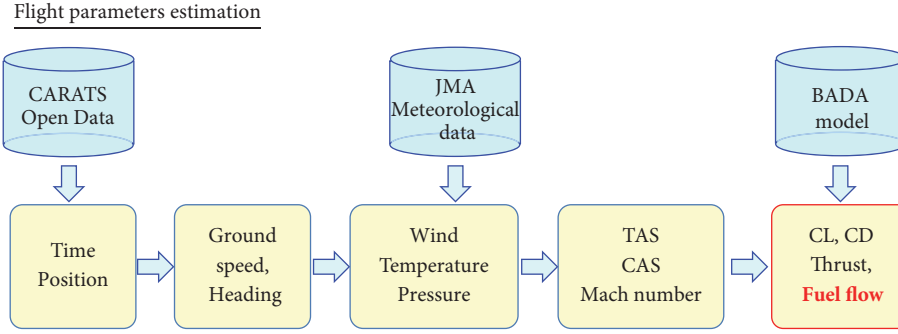 Flight parameters estimation
CARATS
Open Data
JMA
Meteorological
data
BADA
model
Time
Position
Ground
speed,
Heading
Wind
Temperature
Pressure
TAS
CAS
Mach number
CL, CD
Thrust,
Fuel flow